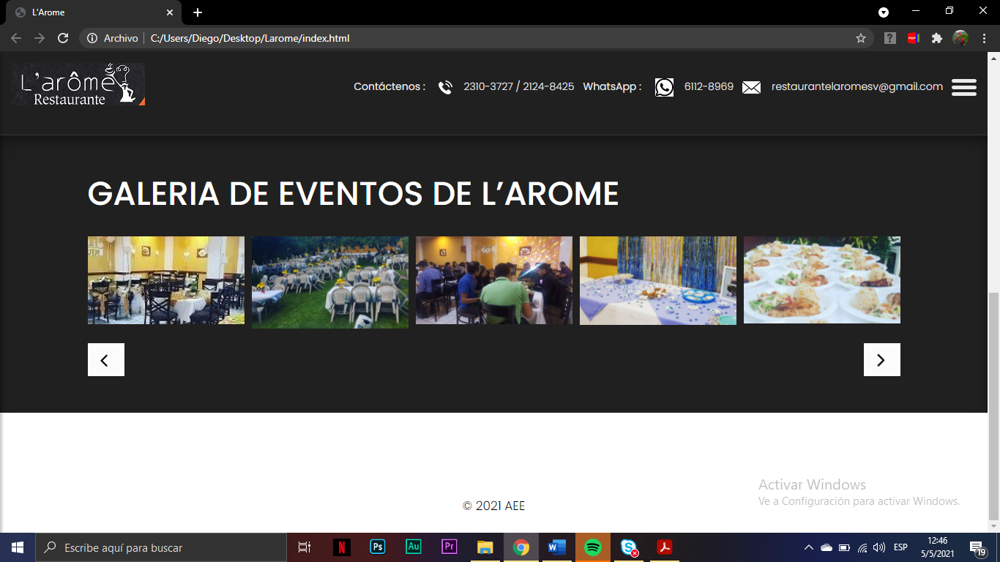 L'Arome
Archivo
C:/Users/Diego/Desktop/Larome/index.html
PDF
L'arôme
Restaurante
Contáctenos :
2310-3727 / 2124-8425
WhatsApp :
6112-8969
restaurantelaromesv@gmail.com
GALERIA DE EVENTOS DE L’AROME
Activar Windows
Ve a Configuración para activar Windows.
© 2021 AEE
Escribe aquí para buscar
N
Ps
Au
Pr
W
S
ESP
12:46
5/5/2021
19